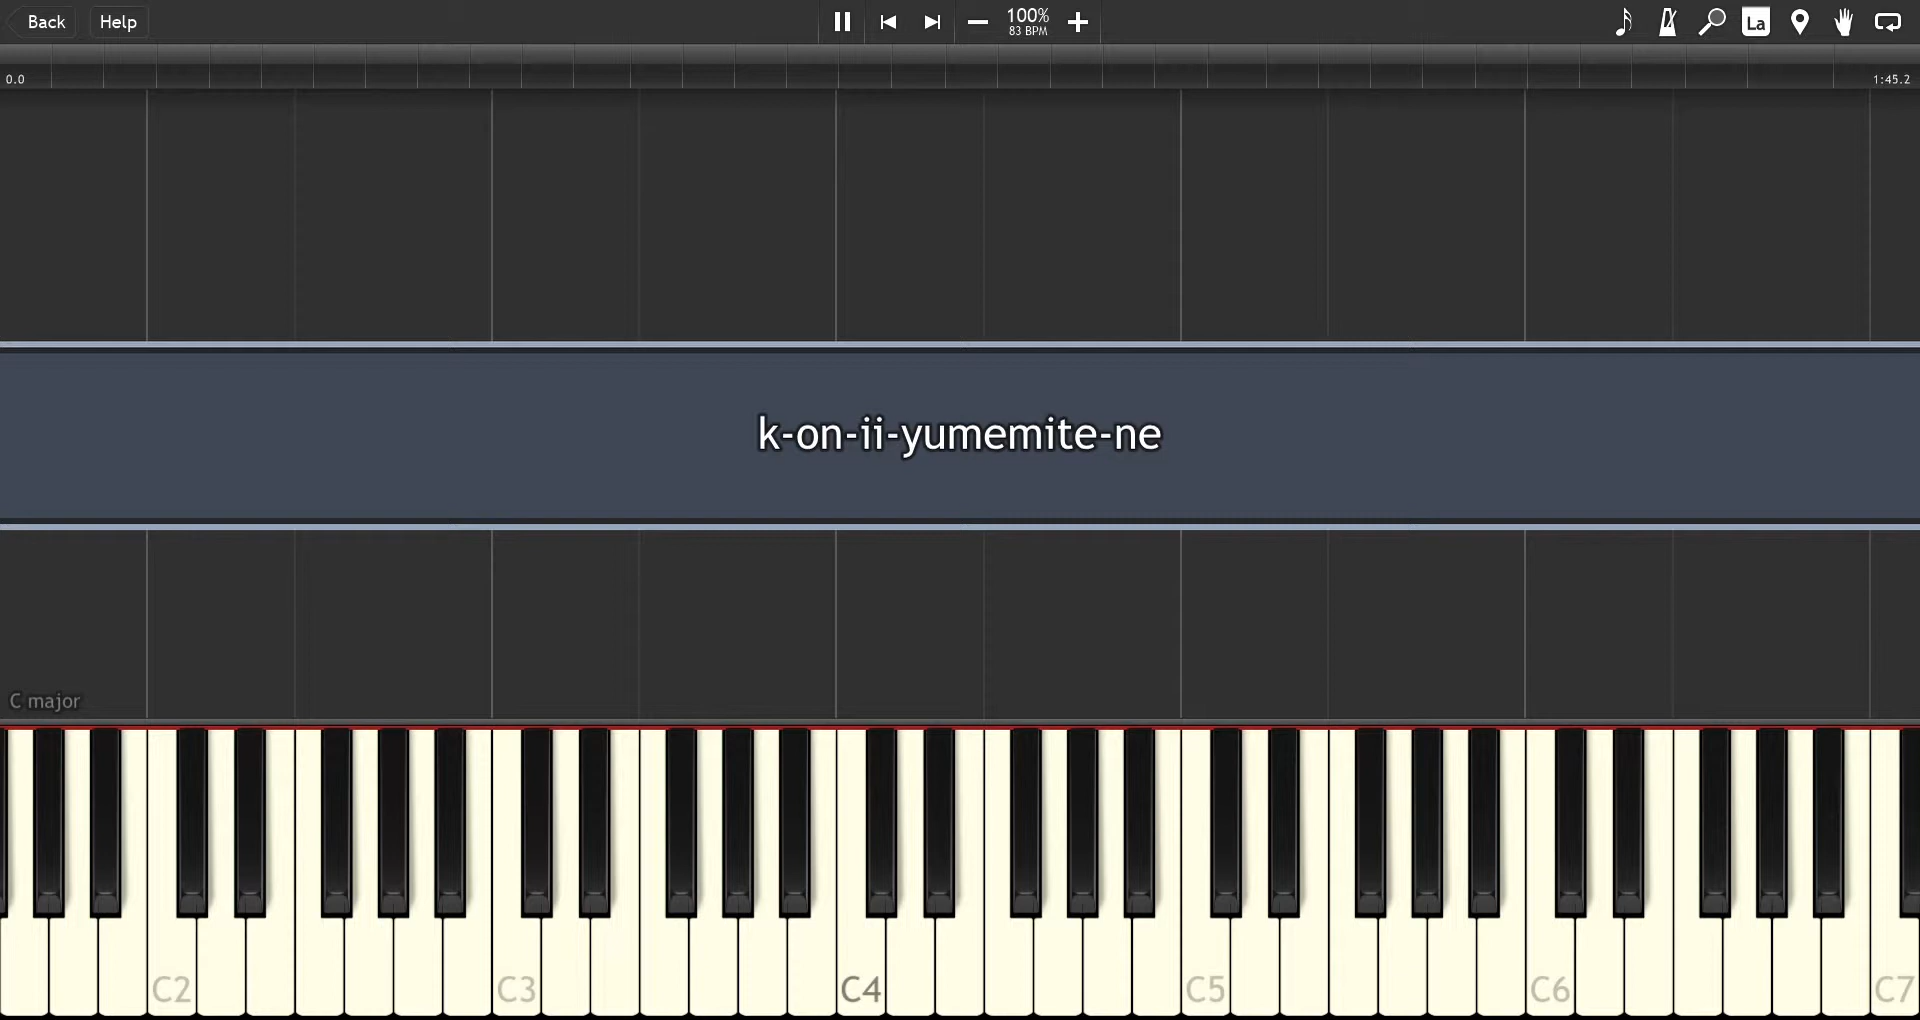 Back Help 100% La
83 BPM
0.0 1:45.2
k-on-ii-yumemite-ne
C major
C2 C3 C4 C5 C6 C7